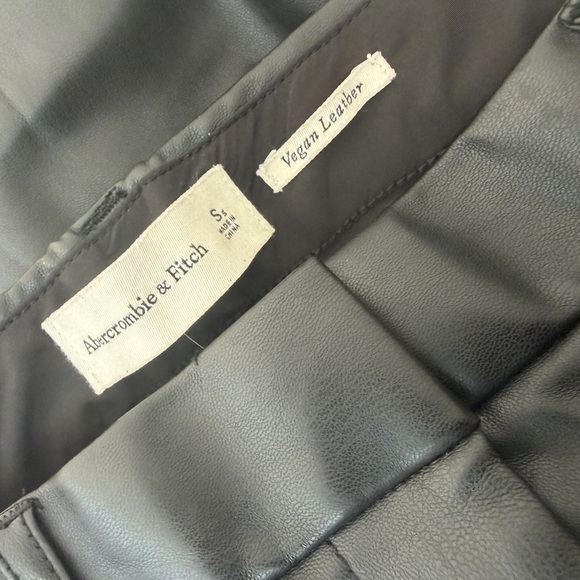 Vegan Leather
Abercrombie & Fitch
S S
MADE IN
CHINA